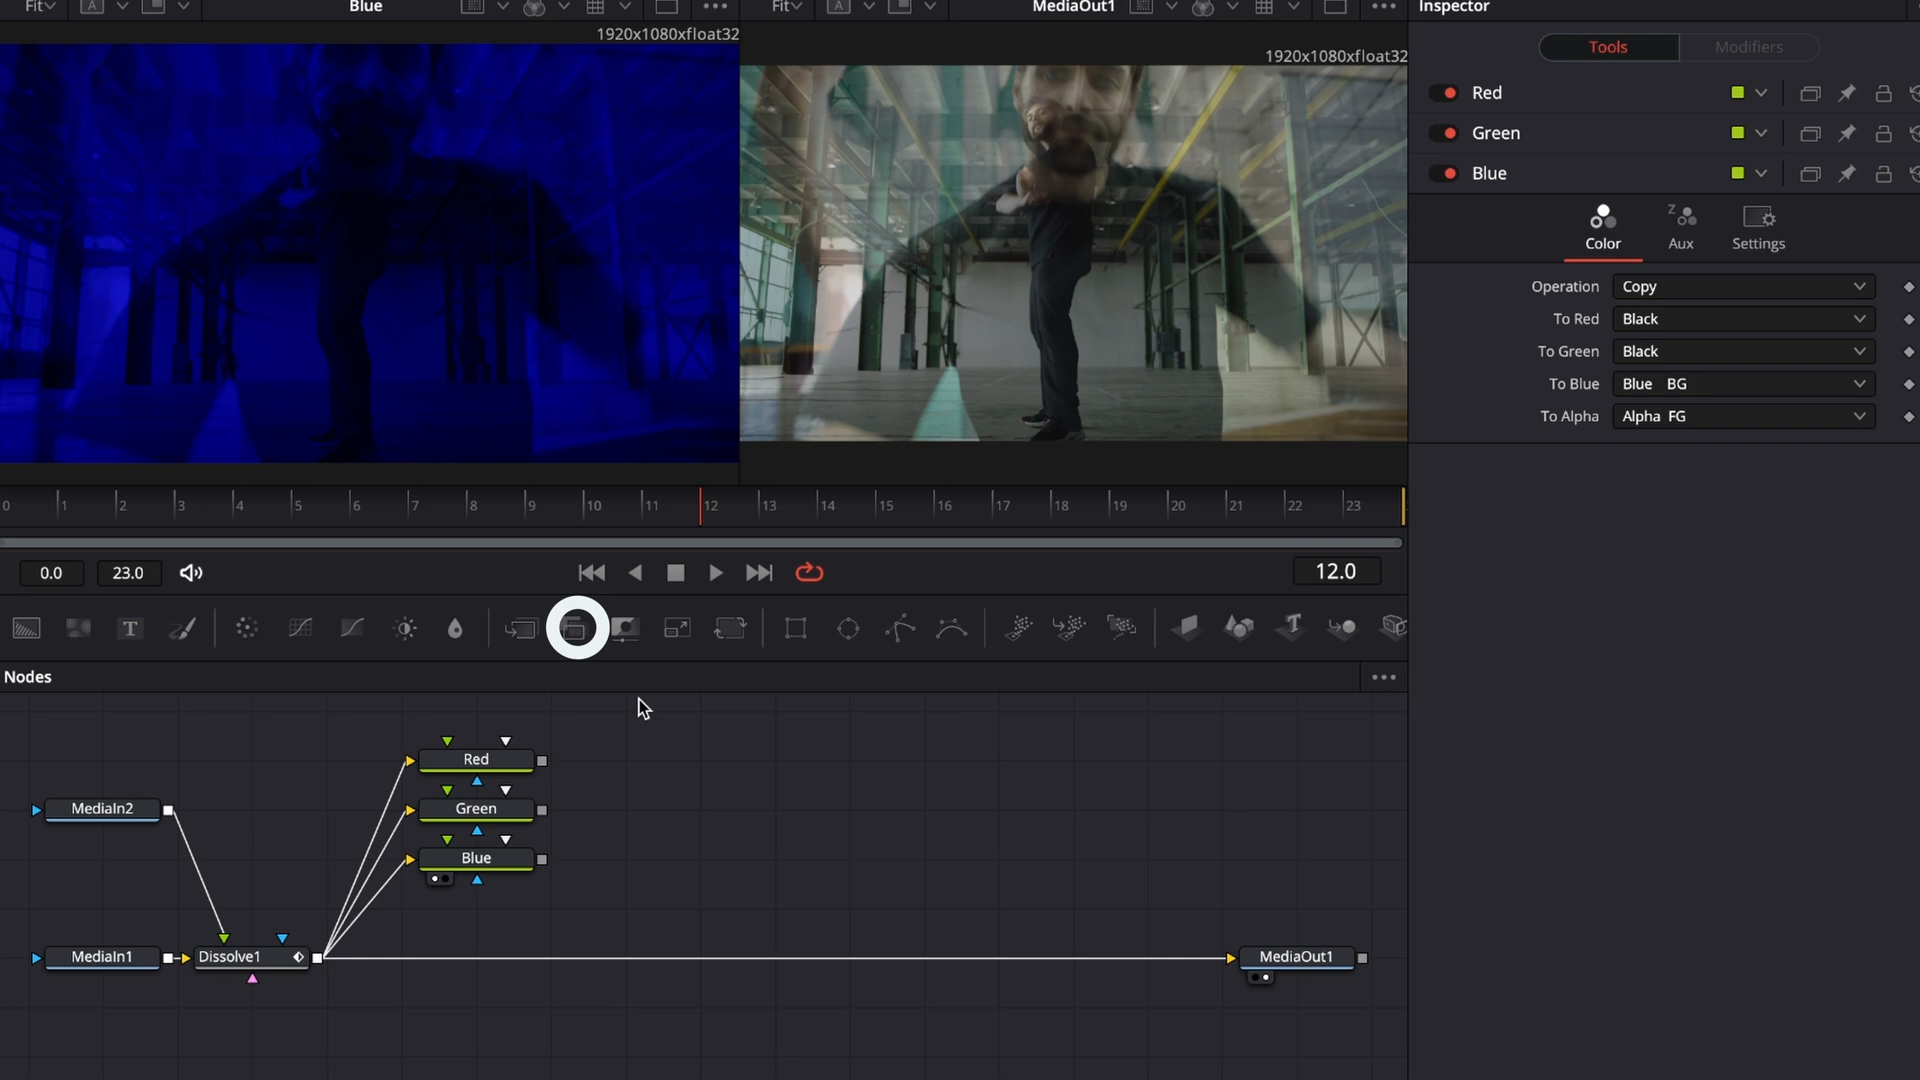 Fit
A
Blue
Fit
A
MediaOut1
Inspector
1920x1080xfloat32
1920x1080xfloat32
Tools
Modifiers
Red
Green
Blue
Z
Color
Aux
Settings
Operation
Copy
To Red
Black
To Green
Black
To Blue
Blue BG
To Alpha
Alpha FG
0 1 2 3 4 5 6 7 8 9 10 11 12 13 14 15 16 17 18 19 20 21 22 23
0.0
23.0
12.0
T
T
Nodes
Red
MediaIn2
Green
Blue
MediaIn1
Dissolve1
MediaOut1